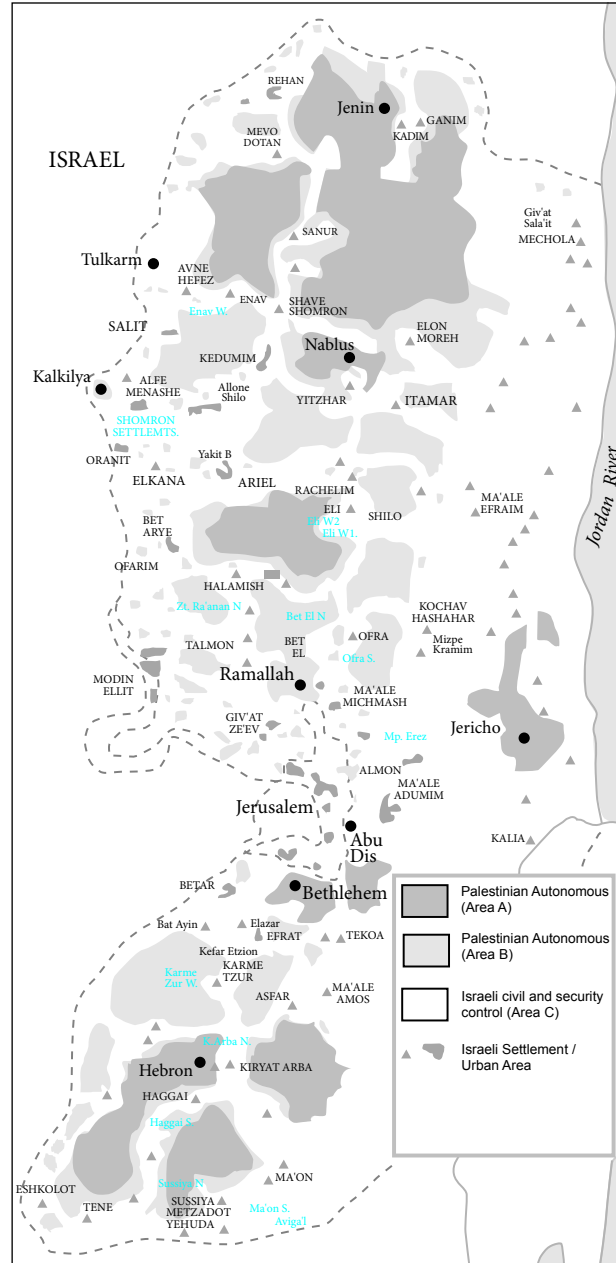 REHAN
Jenin
GANIM
KADIM
MEVO
DOTAN
ISRAEL
Giv'at
Sala'it
MECHOLA
SANUR
Tulkarm
AVNE
HEFEZ
ENAV
Enav W.
SHAVE
SHOMRON
SALIT
ELON
MOREH
Nablus
KEDUMIM
Kalkilya
ALFE
MENASHE
Allone
Shilo
YITZHAR
ITAMAR
SHOMRON
SETTLEMTS.
ORANIT
Yakit B
ELKANA
ARIEL
RACHELIM
MA'ALE
EFRAIM
Jordan River
ELI
SHILO
Eli W2
Eli W1.
BET
ARYE
OFARIM
HALAMISH
Zt. Ra'anan N
Bet El N
KOCHAV
HASHAHAR
Mizpe
Kramim
TALMON
BET
EL
OFRA
Ofra S.
Ramallah
MODIN
ELLIT
MA'ALE
MICHMASH
GIV'AT
ZE'EV
Mp. Erez
Jericho
ALMON
MA'ALE
ADUMIM
Jerusalem
Abu
Dis
KALIA
BETAR
Bethlehem
Bat Ayin
Elazar
EFRAT
TEKOA
Kefar Etzion
Karme
Zur W.
KARME
TZUR
ASFAR
MA'ALE
AMOS
K.Arba N.
Hebron
KIRYAT ARBA
HAGGAI
Haggai S.
Sussiya N
MA'ON
ESHKOLOT
TENE
SUSSIYA
METZADOT
YEHUDA
Ma'on S.
Aviga'l
Palestinian Autonomous
(Area A)
Palestinian Autonomous
(Area B)
Israeli civil and security
control (Area C)
Israeli Settlement /
Urban Area